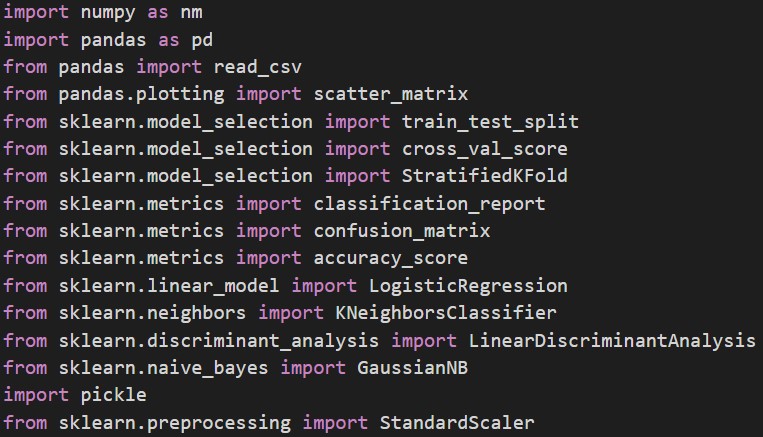 import numpy as nm
import pandas as pd
from pandas import read_csv
from pandas.plotting import scatter_matrix
from sklearn.model_selection import train_test_split
from sklearn.model_selection import cross_val_score
from sklearn.model_selection import StratifiedKFold
from sklearn.metrics import classification_report
from sklearn.metrics import confusion_matrix
from sklearn.metrics import accuracy_score
from sklearn.linear_model import LogisticRegression
from sklearn.neighbors import KNeighborsClassifier
from sklearn.discriminant_analysis import LinearDiscriminantAnalysis
from sklearn.naive_bayes import GaussianNB
import pickle
from sklearn.preprocessing import StandardScaler